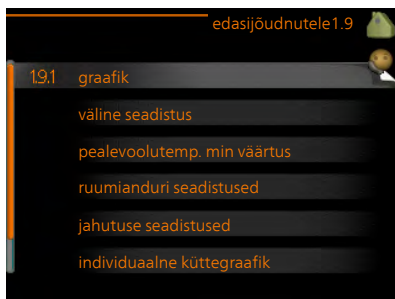 edasijõudnutele1.9
1.9.1 graafik
väline seadistus
pealevoolutemp. min väärtus
ruumianduri seadistused
jahutuse seadistused
individuaalne küttegraafik